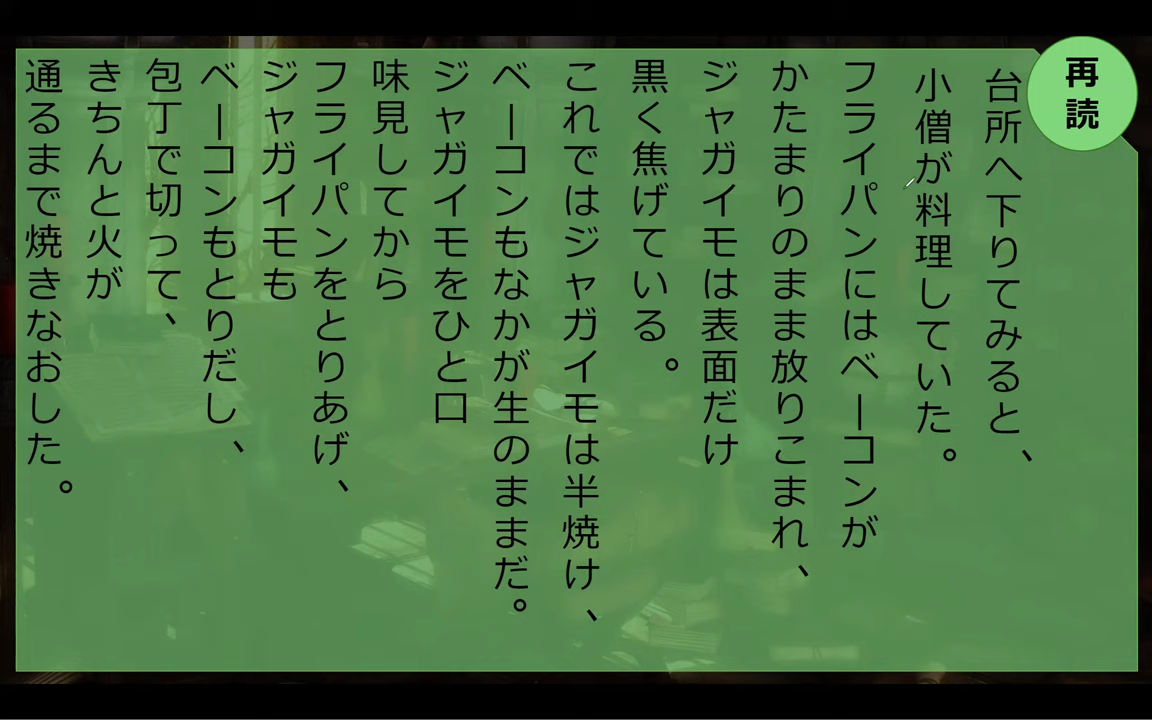 再読
台所へ下りてみると、
小僧が料理していた。
フライパンにはベーコンが
かたまりのまま放りこまれ、
ジャガイモは表面だけ
黒く焦げている。
これではジャガイモは半焼け、
ベーコンもなかが生のままだ。
ジャガイモをひと口
味見してから
フライパンをとりあげ、
ジャガイモも
ベーコンもとりだし、
包丁で切って、
きちんと火が
通るまで焼きなおした。